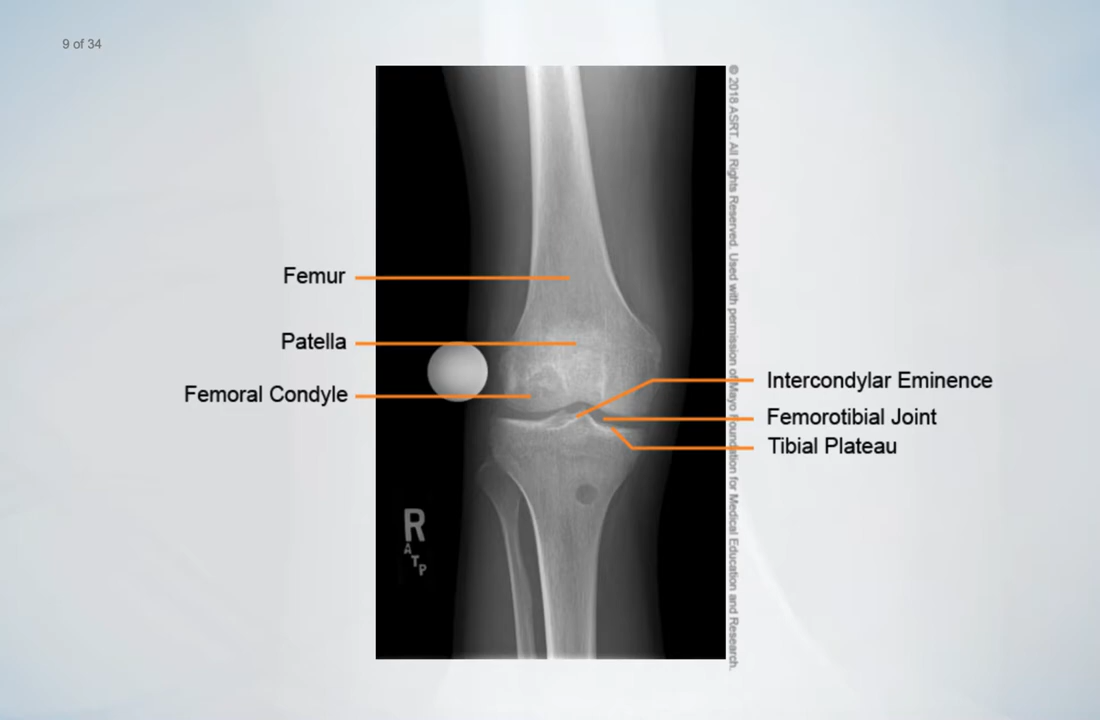 9 of 34
Femur
Patella
Femoral Condyle
Intercondylar Eminence
Femorotibial Joint
Tibial Plateau
R
ATP
© 2018 ASRT. All Rights Reserved. Used with permission of Mayo Foundation for Medical Education and Research.